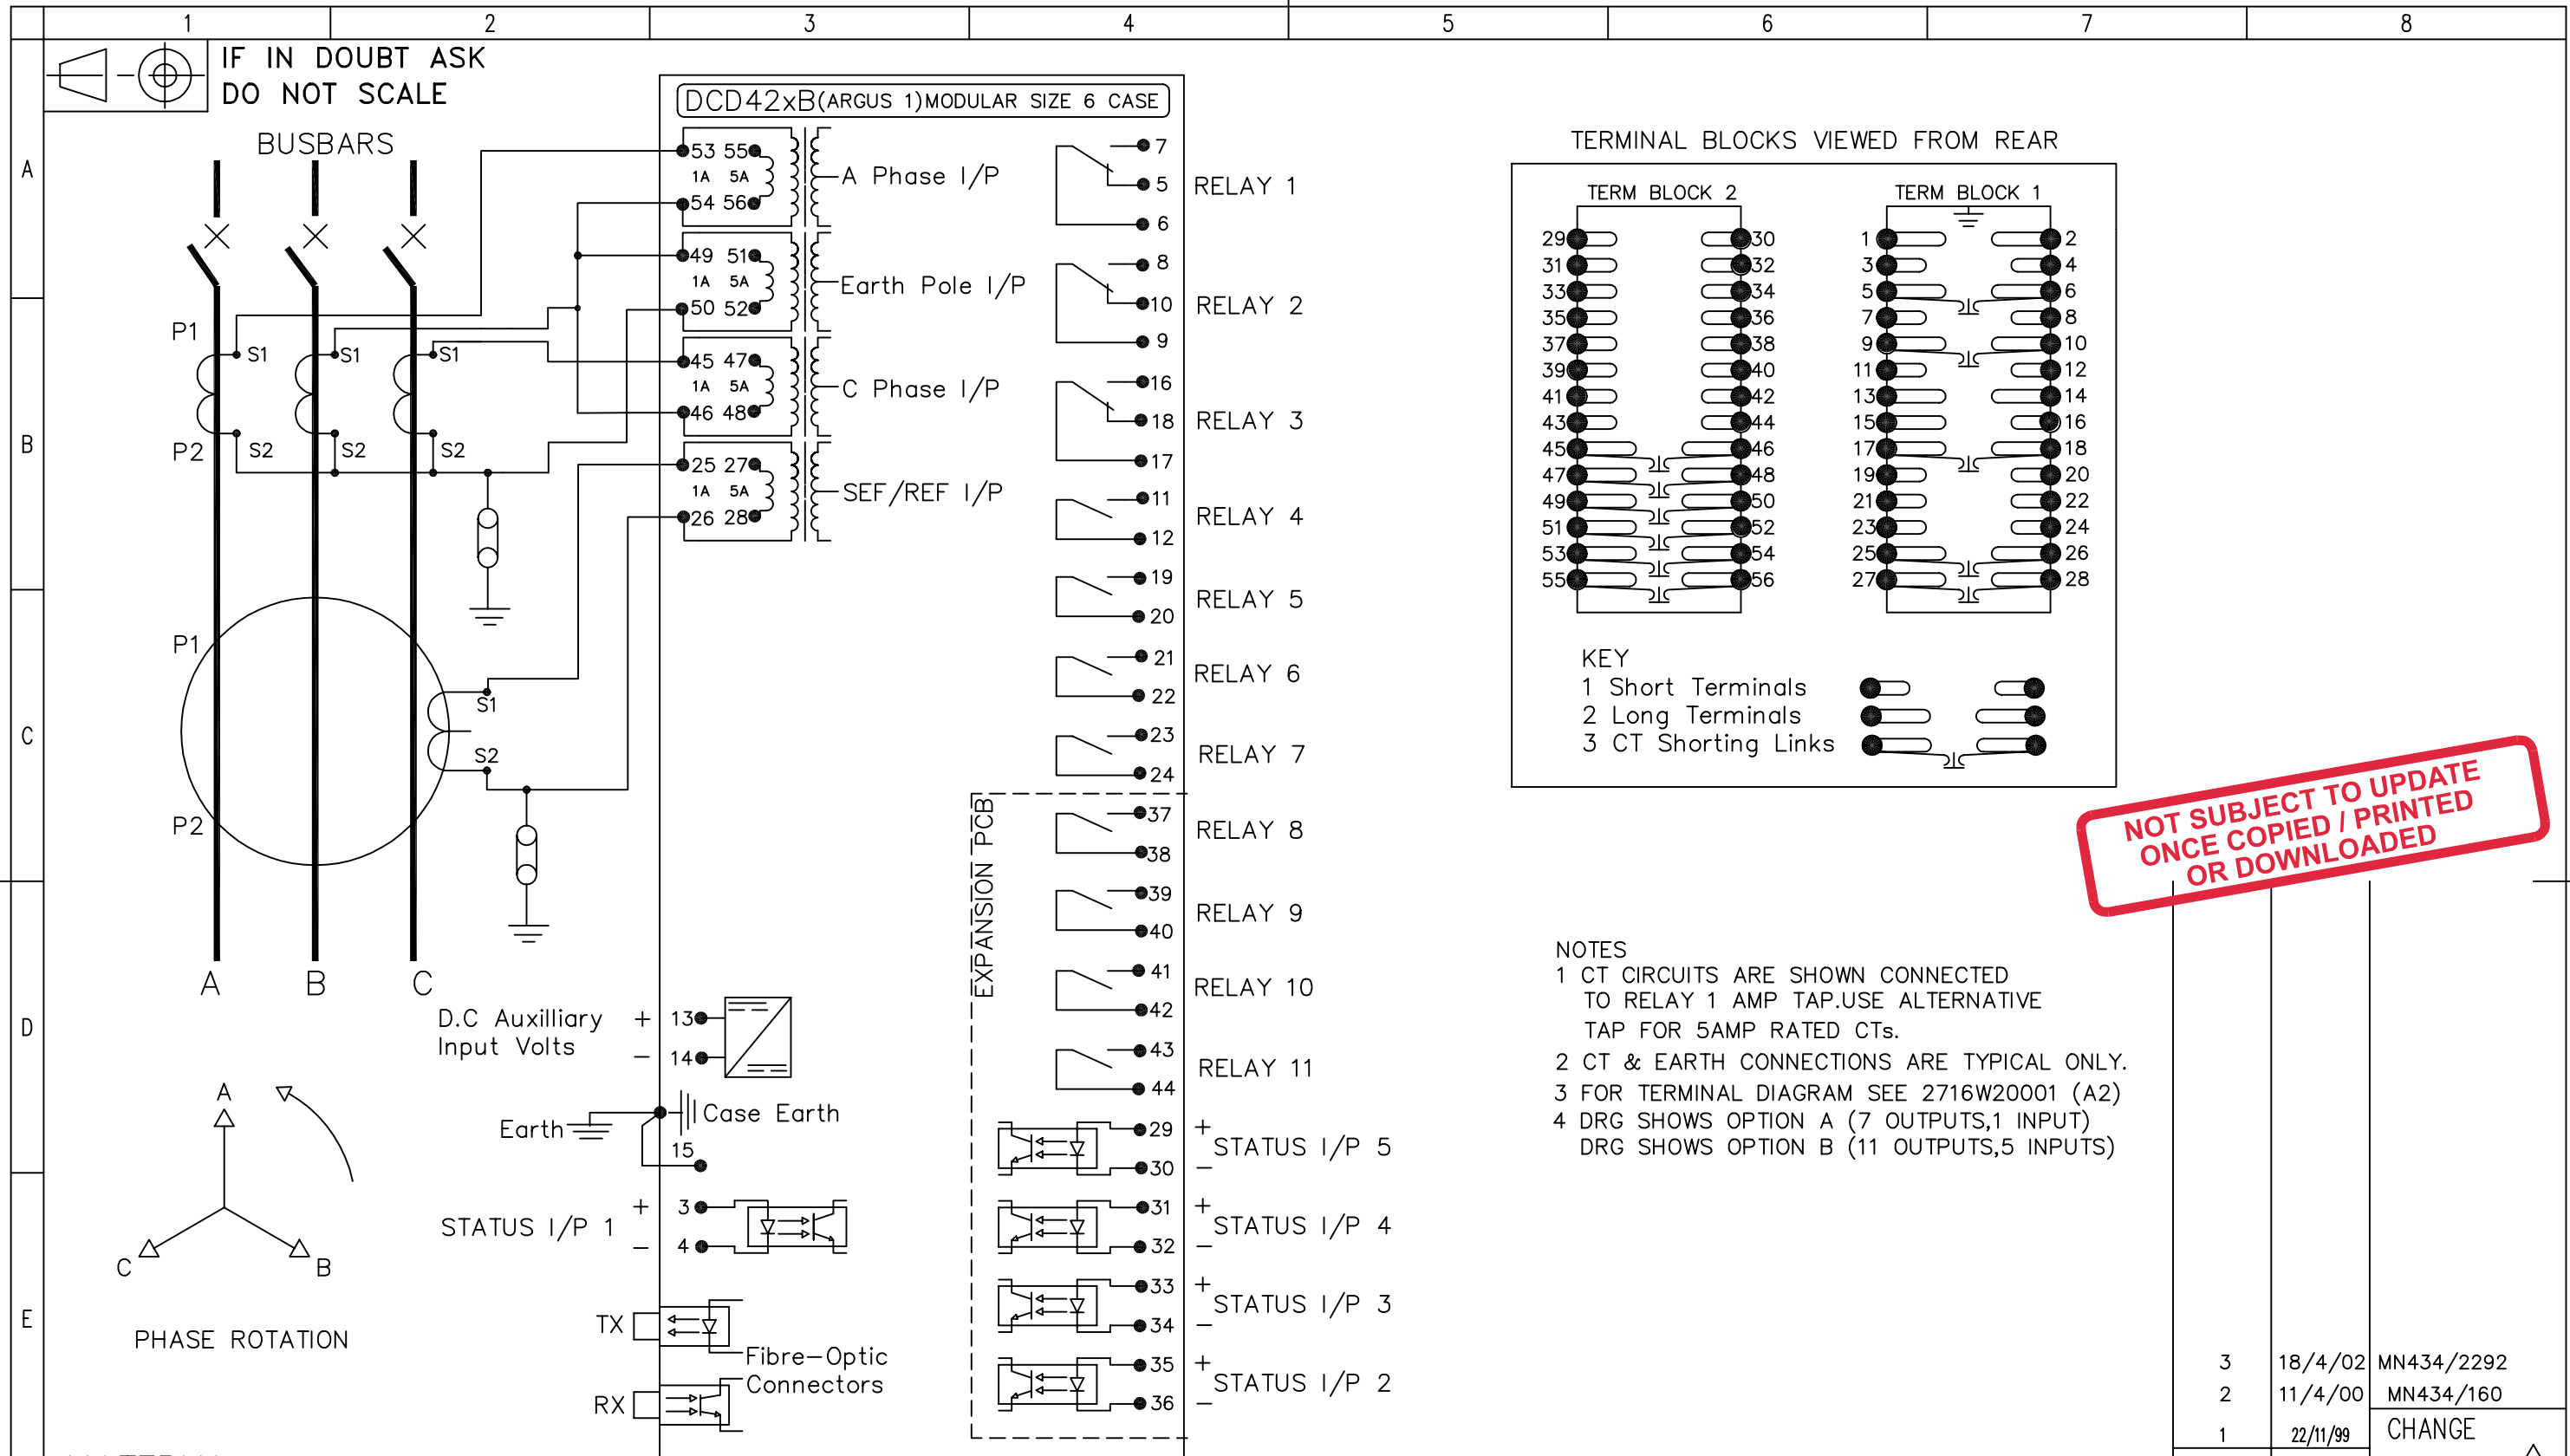 1 2 3 4 5 6 7 8
IF IN DOUBT ASK
DO NOT SCALE
BUSBARS
DCD42xB(ARGUS 1)MODULAR SIZE 6 CASE
A
B
C
D
E
P1
S1 S1 S1
P2
S2 S2 S2
P1
S1
S2
P2
A B C
53 55
1A 5A
54 56
A Phase I/P
49 51
1A 5A
50 52
Earth Pole I/P
45 47
1A 5A
46 48
C Phase I/P
25 27
1A 5A
26 28
SEF/REF I/P
7
5
6
RELAY 1
8
10
9
RELAY 2
16
18
17
RELAY 3
11
12
RELAY 4
19
20
RELAY 5
21
22
RELAY 6
23
24
RELAY 7
EXPANSION PCB
37
38
RELAY 8
39
40
RELAY 9
41
42
RELAY 10
43
44
RELAY 11
29 +
30 −
STATUS I/P 5
31 +
32 −
STATUS I/P 4
33 +
34 −
STATUS I/P 3
35 +
36 −
STATUS I/P 2
D.C Auxilliary
Input Volts
+ 13
− 14
Earth
Case Earth
15
STATUS I/P 1
+ 3
− 4
TX
RX
Fibre-Optic
Connectors
A
C
B
PHASE ROTATION
TERMINAL BLOCKS VIEWED FROM REAR
TERM BLOCK 2 TERM BLOCK 1
29 30 1 2
31 32 3 4
33 34 5 6
35 36 7 8
37 38 9 10
39 40 11 12
41 42 13 14
43 44 15 16
45 46 17 18
47 48 19 20
49 50 21 22
51 52 23 24
53 54 25 26
55 56 27 28
KEY
1 Short Terminals
2 Long Terminals
3 CT Shorting Links
NOT SUBJECT TO UPDATE
ONCE COPIED / PRINTED
OR DOWNLOADED
NOTES
1 CT CIRCUITS ARE SHOWN CONNECTED
TO RELAY 1 AMP TAP.USE ALTERNATIVE
TAP FOR 5AMP RATED CTs.
2 CT & EARTH CONNECTIONS ARE TYPICAL ONLY.
3 FOR TERMINAL DIAGRAM SEE 2716W20001 (A2)
4 DRG SHOWS OPTION A (7 OUTPUTS,1 INPUT)
DRG SHOWS OPTION B (11 OUTPUTS,5 INPUTS)
3 18/4/02 MN434/2292
2 11/4/00 MN434/160
1 22/11/99 CHANGE